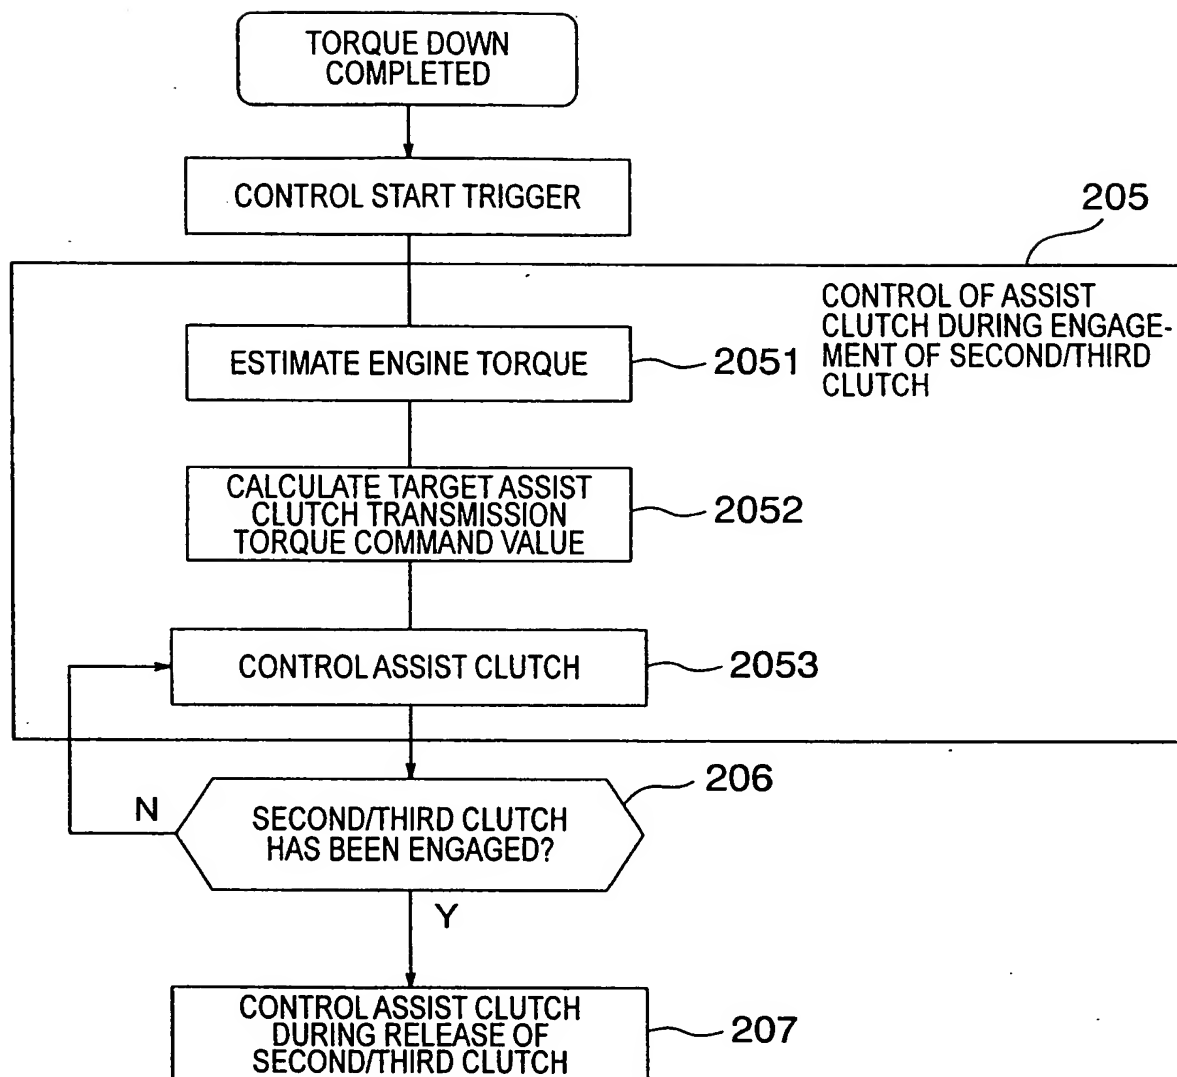 TORQUE DOWN
COMPLETED
CONTROL START TRIGGER
205
CONTROL OF ASSIST
CLUTCH DURING ENGAGE-
MENT OF SECOND/THIRD
CLUTCH
ESTIMATE ENGINE TORQUE
2051
CALCULATE TARGET ASSIST
CLUTCH TRANSMISSION
TORQUE COMMAND VALUE
2052
CONTROL ASSIST CLUTCH
2053
206
N
SECOND/THIRD CLUTCH
HAS BEEN ENGAGED?
Y
CONTROL ASSIST CLUTCH
DURING RELEASE OF
SECOND/THIRD CLUTCH
207